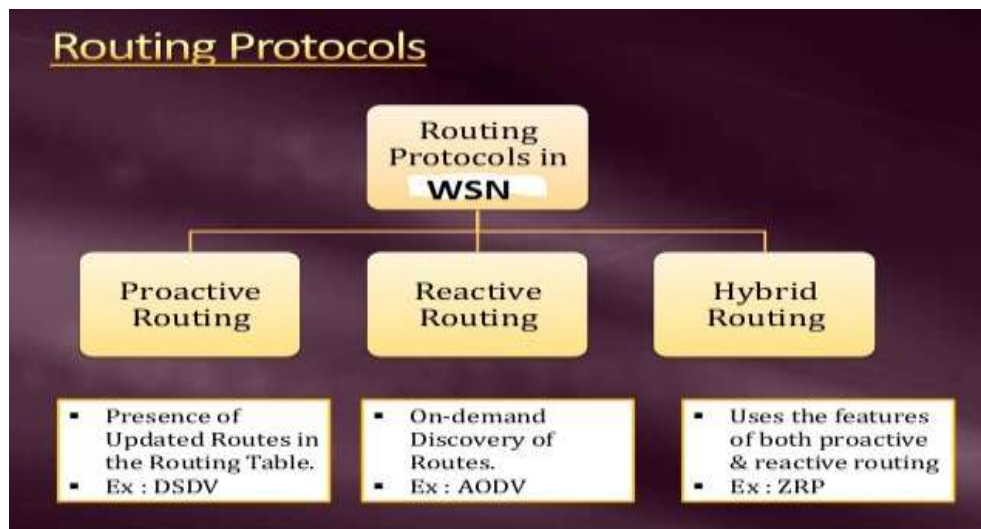 Routing Protocols
Routing
Protocols in
WSN
Proactive
Routing
Reactive
Routing
Hybrid
Routing
▪ Presence of
Updated Routes in
the Routing Table.
▪ Ex : DSDV
▪ On-demand
Discovery of
Routes.
▪ Ex : AODV
▪ Uses the features
of both proactive
& reactive routing
▪ Ex : ZRP